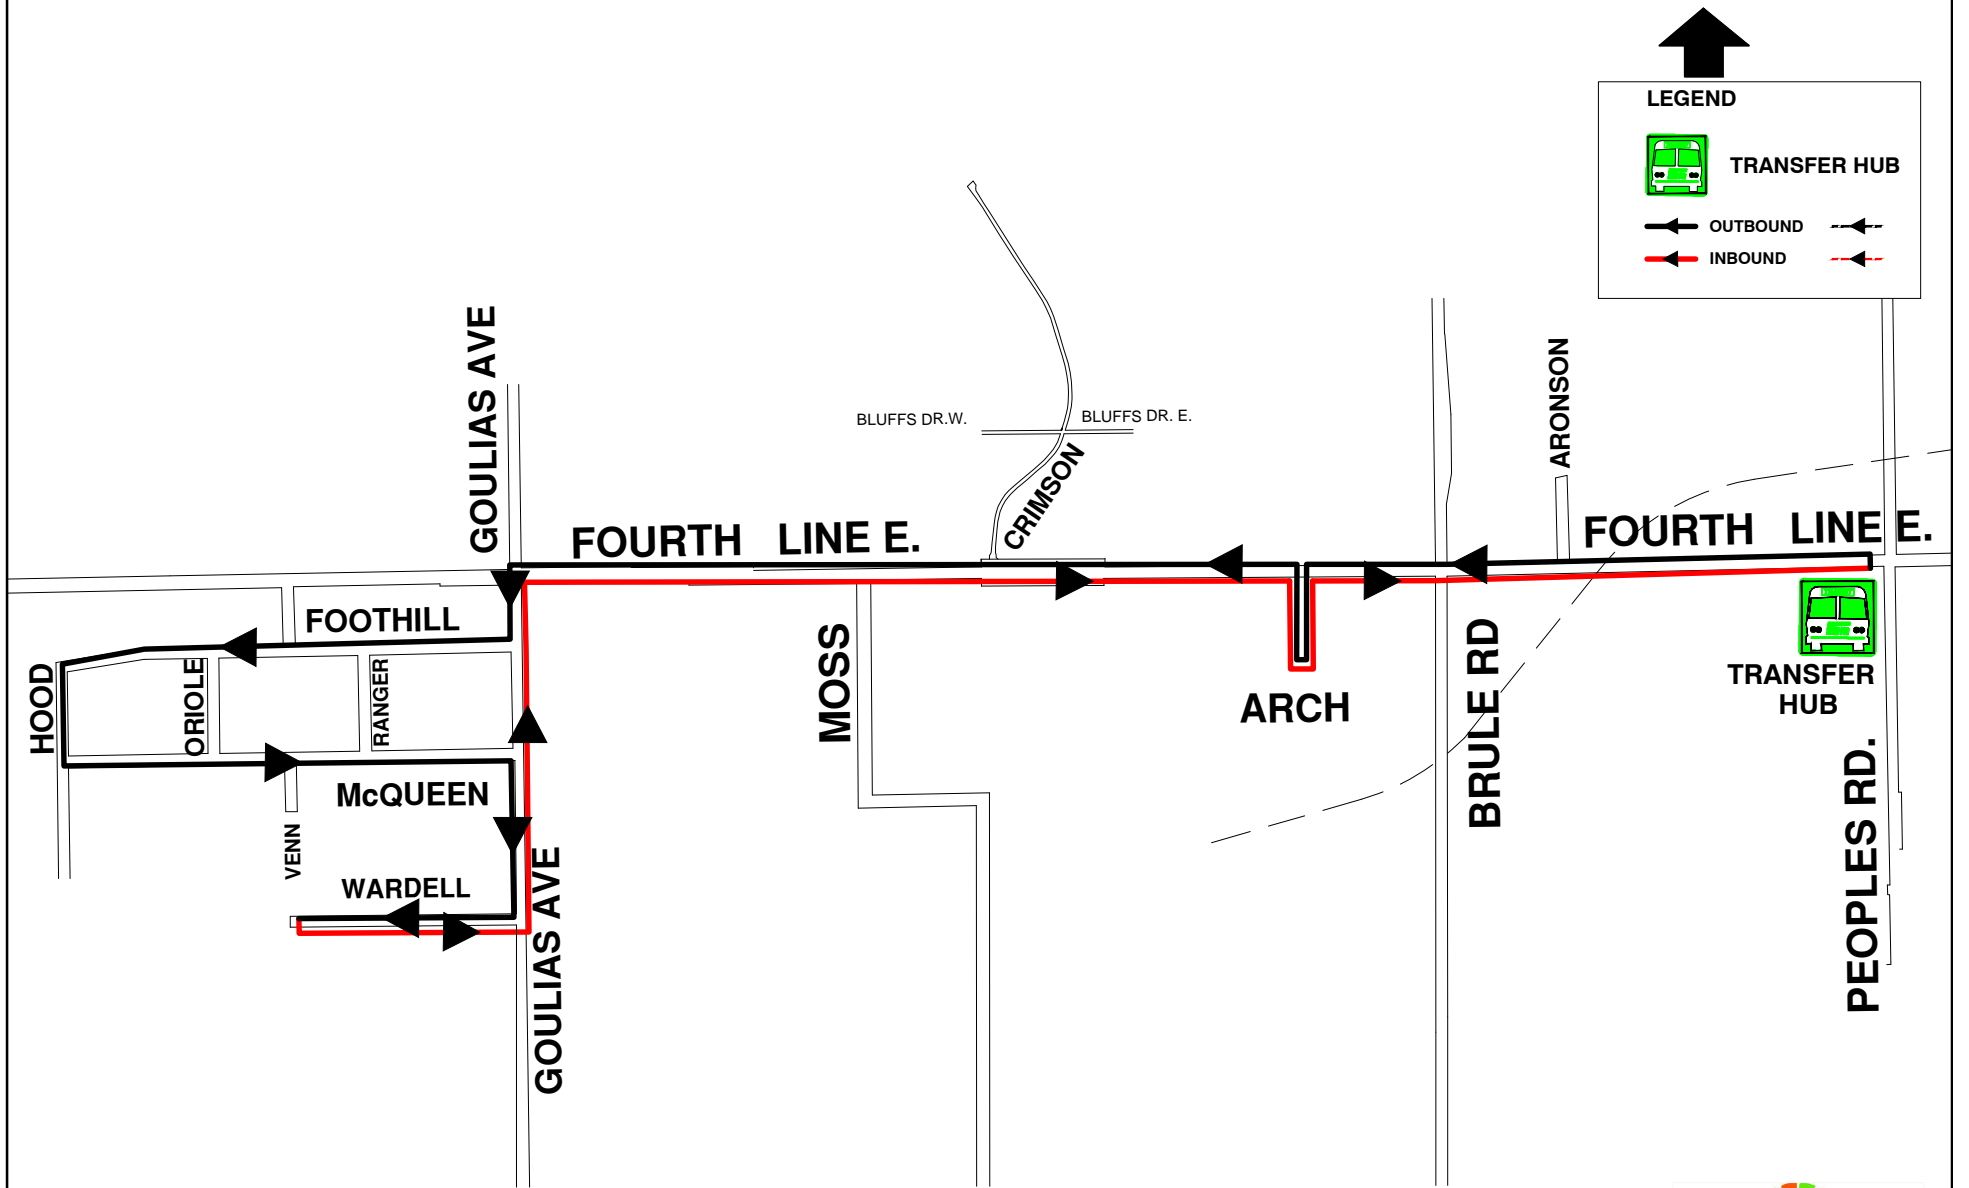 LEGEND
TRANSFER HUB
OUTBOUND
INBOUND
GOULIAS AVE
ARONSON
BLUFFS DR.W.
BLUFFS DR. E.
CRIMSON
FOURTH LINE E.
FOURTH LINE E.
FOOTHILL
HOOD
ORIOLE
RANGER
MOSS
ARCH
BRULE RD
TRANSFER
HUB
McQUEEN
VENN
WARDELL
GOULIAS AVE
PEOPLES RD.